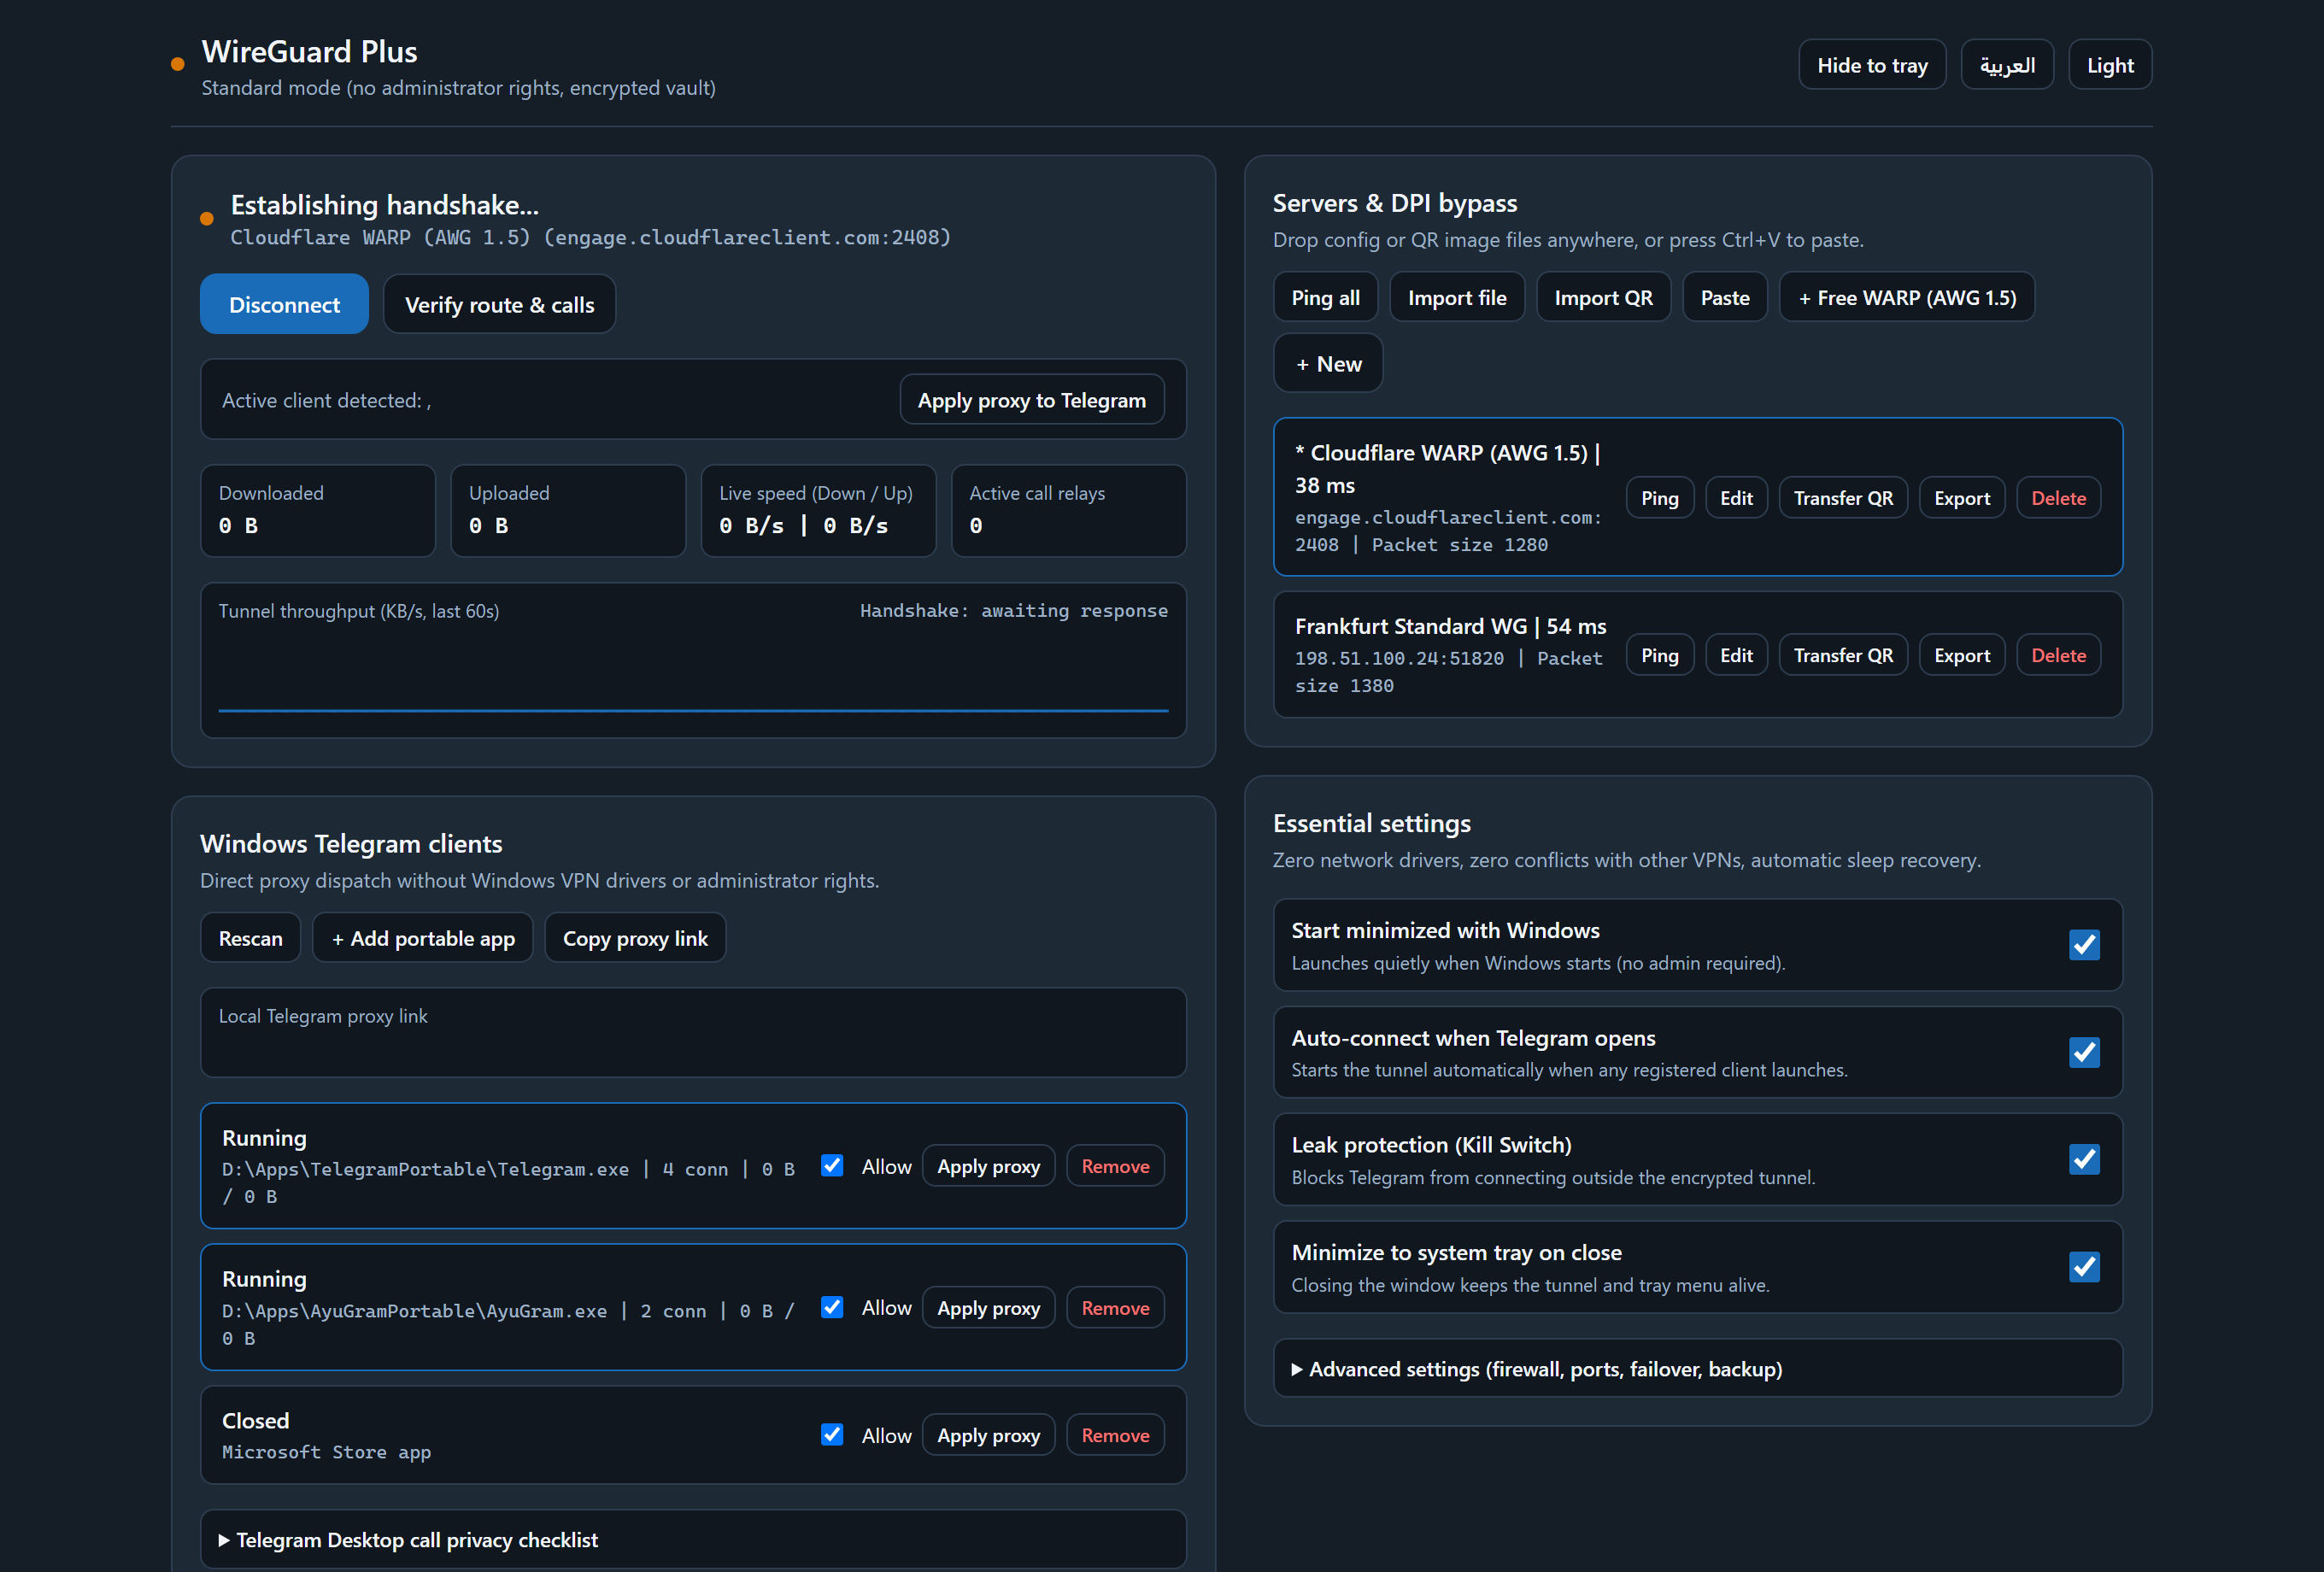 WireGuard Plus
Standard mode (no administrator rights, encrypted vault)
Hide to tray
العربية
Light
Establishing handshake...
Cloudflare WARP (AWG 1.5) (engage.cloudflareclient.com:2408)
Disconnect
Verify route & calls
Active client detected: ,
Apply proxy to Telegram
Downloaded
0 B
Uploaded
0 B
Live speed (Down / Up)
0 B/s | 0 B/s
Active call relays
0
Tunnel throughput (KB/s, last 60s)
Handshake: awaiting response
Windows Telegram clients
Direct proxy dispatch without Windows VPN drivers or administrator rights.
Rescan
+ Add portable app
Copy proxy link
Local Telegram proxy link
Running
D:\Apps\TelegramPortable\Telegram.exe | 4 conn | 0 B
/ 0 B
Allow
Apply proxy
Remove
Running
D:\Apps\AyuGramPortable\AyuGram.exe | 2 conn | 0 B /
0 B
Allow
Apply proxy
Remove
Closed
Microsoft Store app
Allow
Apply proxy
Remove
Telegram Desktop call privacy checklist
Servers & DPI bypass
Drop config or QR image files anywhere, or press Ctrl+V to paste.
Ping all
Import file
Import QR
Paste
+ Free WARP (AWG 1.5)
+ New
* Cloudflare WARP (AWG 1.5) |
38 ms
engage.cloudflareclient.com:
2408 | Packet size 1280
Ping
Edit
Transfer QR
Export
Delete
Frankfurt Standard WG | 54 ms
198.51.100.24:51820 | Packet
size 1380
Ping
Edit
Transfer QR
Export
Delete
Essential settings
Zero network drivers, zero conflicts with other VPNs, automatic sleep recovery.
Start minimized with Windows
Launches quietly when Windows starts (no admin required).
Auto-connect when Telegram opens
Starts the tunnel automatically when any registered client launches.
Leak protection (Kill Switch)
Blocks Telegram from connecting outside the encrypted tunnel.
Minimize to system tray on close
Closing the window keeps the tunnel and tray menu alive.
Advanced settings (firewall, ports, failover, backup)